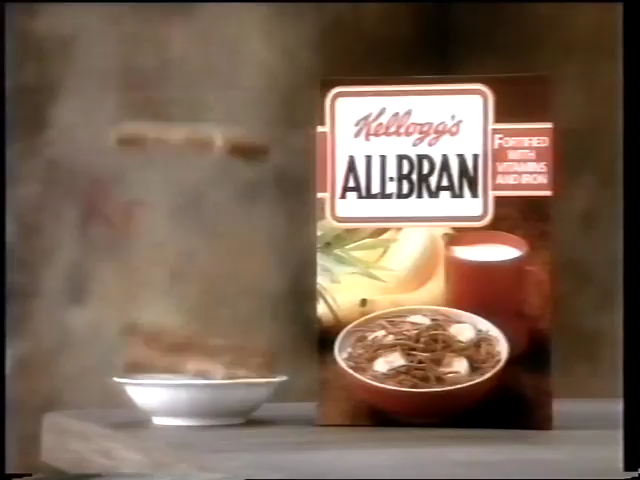 Kellogg's
ALL-BRAN
FORTIFIED
WITH
VITAMINS
AND IRON